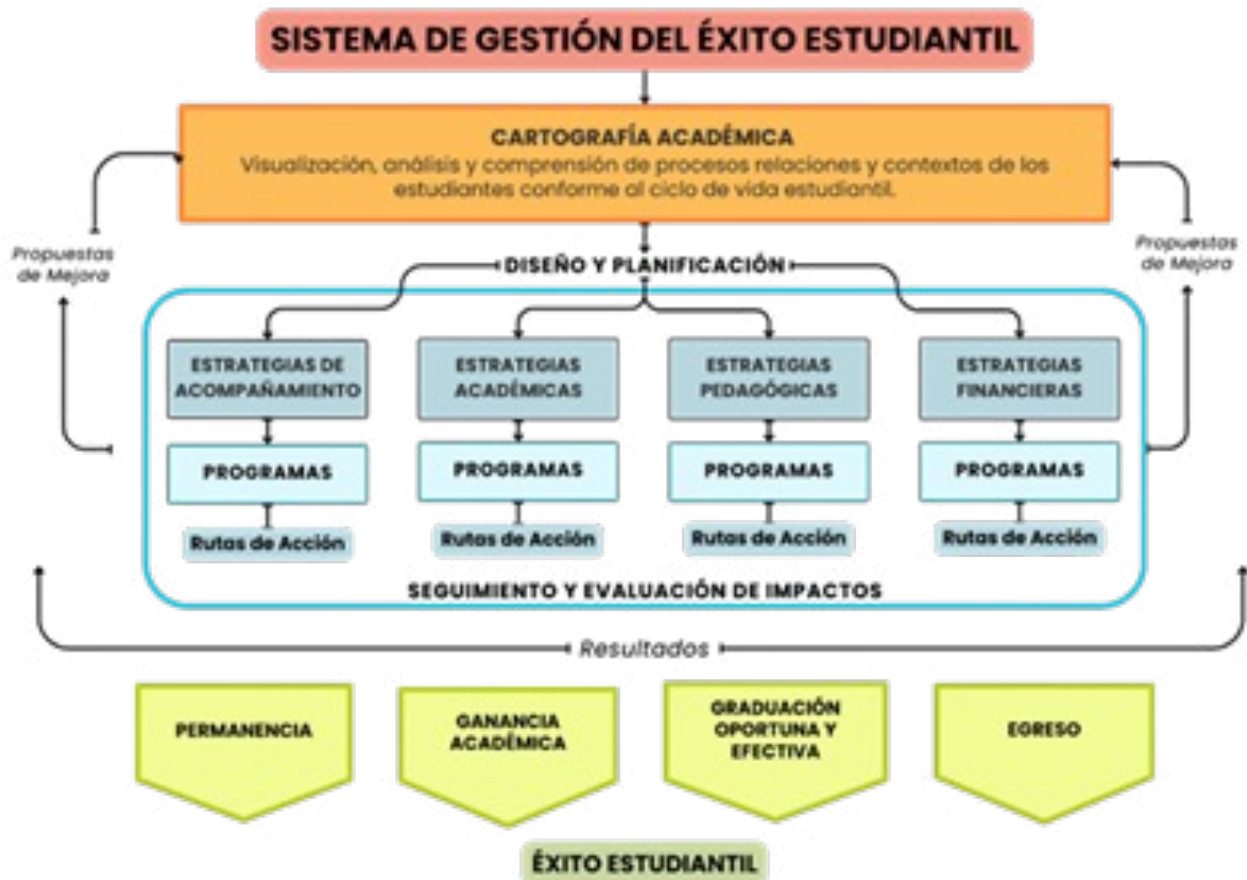 SISTEMA DE GESTIÓN DEL ÉXITO ESTUDIANTIL
CARTOGRAFÍA ACADÉMICA
Visualización, análisis y comprensión de procesos relaciones y contextos de los
estudiantes conforme al ciclo de vida estudiantil.
Propuestas
de Mejora
Propuestas
de Mejora
DISEÑO Y PLANIFICACIÓN
ESTRATEGIAS DE
ACOMPAÑAMIENTO
ESTRATEGIAS
ACADÉMICAS
ESTRATEGIAS
PEDAGÓGICAS
ESTRATEGIAS
FINANCIERAS
PROGRAMAS
PROGRAMAS
PROGRAMAS
PROGRAMAS
Rutas de Acción
Rutas de Acción
Rutas de Acción
Rutas de Acción
SEGUIMIENTO Y EVALUACIÓN DE IMPACTOS
Resultados
PERMANENCIA
GANANCIA
ACADÉMICA
GRADUACIÓN
OPORTUNA Y
EFECTIVA
EGRESO
ÉXITO ESTUDIANTIL